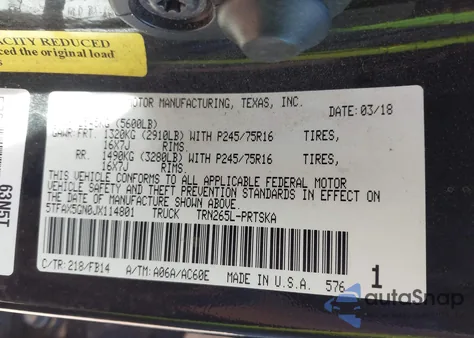 ACITY REDUCED
ced the original load
MOTOR MANUFACTURING, TEXAS, INC.
DATE: 03/18
(5600LB)
GAWR: FRT. 1320KG (2910LB) WITH P245/75R16 TIRES,
16X7J RIMS.
RR. 1490KG (3280LB) WITH P245/75R16 TIRES,
16X7J RIMS.
THIS VEHICLE CONFORMS TO ALL APPLICABLE FEDERAL MOTOR
VEHICLE SAFETY AND THEFT PREVENTION STANDARDS IN EFFECT ON
THE DATE OF MANUFACTURE SHOWN ABOVE.
5TFAX5GN0JX114801 TRUCK TRN265L-PRTSKA
C/TR: 218/FB14 A/TM: A06A/AC60E MADE IN U.S.A. 576
63N5T
1
autoSnap